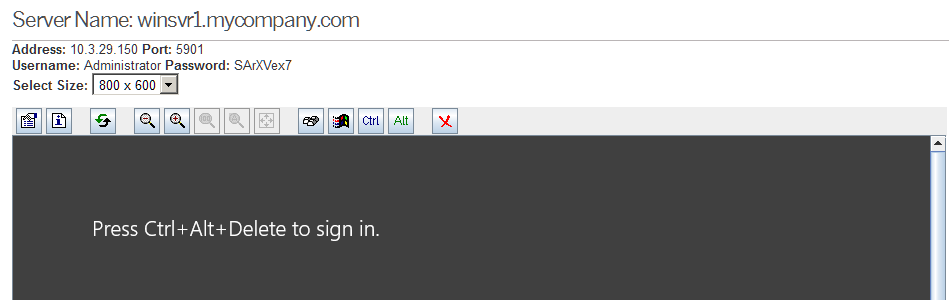 Server Name: winsvr1.mycompany.com
Address: 10.3.29.150 Port: 5901
Username: Administrator Password: SArXVex7
Select Size: 800 x 600
Ctrl Alt
Press Ctrl+Alt+Delete to sign in.